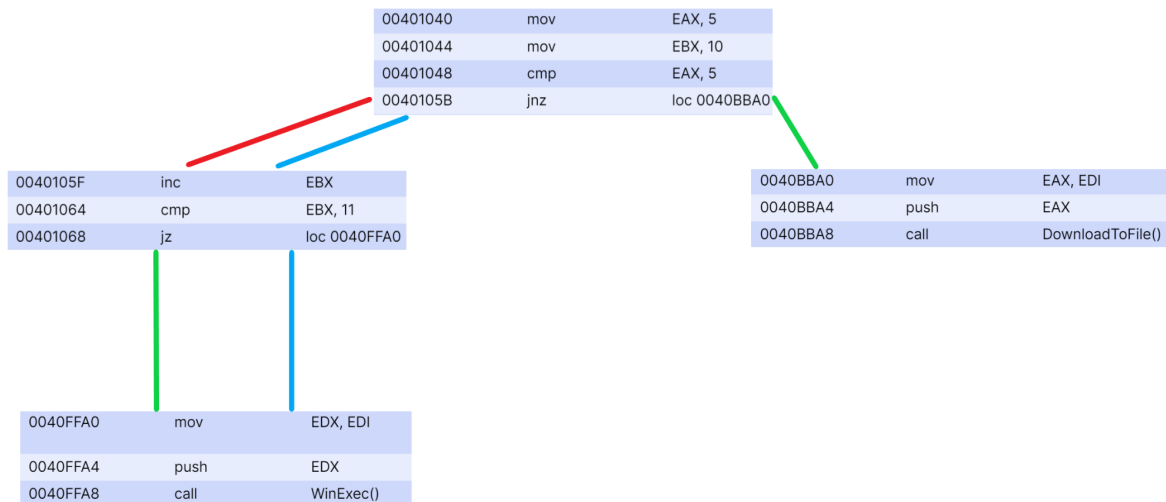 00401040 mov EAX, 5
00401044 mov EBX, 10
00401048 cmp EAX, 5
0040105B jnz loc 0040BBA0
0040105F inc EBX
00401064 cmp EBX, 11
00401068 jz loc 0040FFA0
0040BBA0 mov EAX, EDI
0040BBA4 push EAX
0040BBA8 call DownloadToFile()
0040FFA0 mov EDX, EDI
0040FFA4 push EDX
0040FFA8 call WinExec()